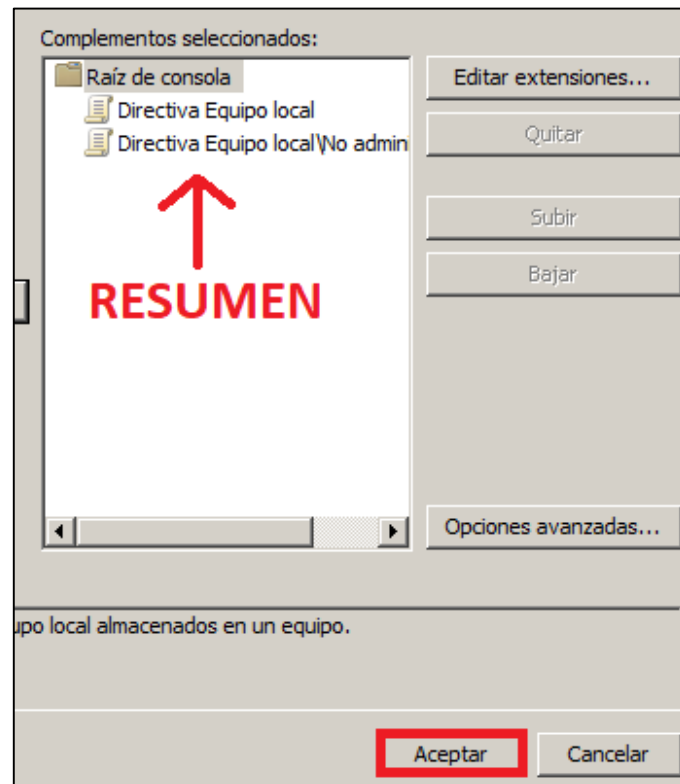 Complementos seleccionados:
Raíz de consola
Editar extensiones...
Directiva Equipo local
Directiva Equipo local\No admini
Quitar
Subir
Bajar
RESUMEN
Opciones avanzadas...
upo local almacenados en un equipo.
Aceptar
Cancelar